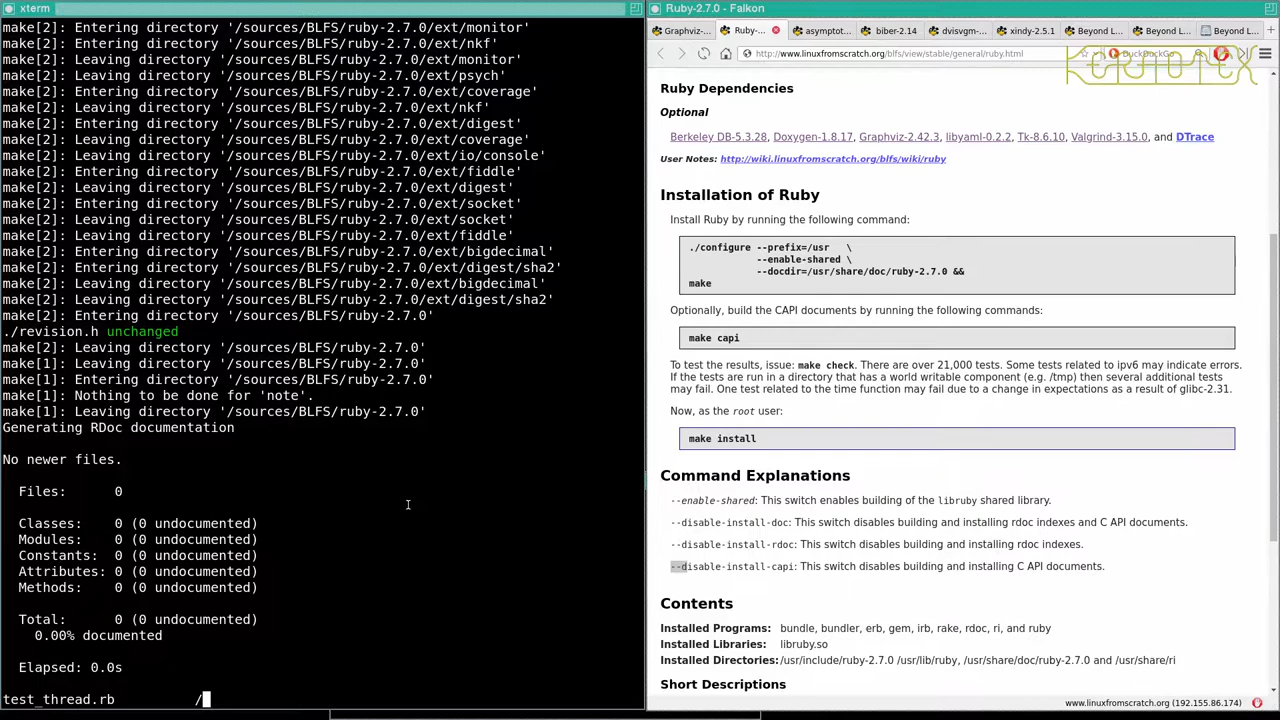 xterm
make[2]: Entering directory '/sources/BLFS/ruby-2.7.0/ext/monitor'
make[2]: Entering directory '/sources/BLFS/ruby-2.7.0/ext/nkf'
make[2]: Leaving directory '/sources/BLFS/ruby-2.7.0/ext/monitor'
make[2]: Leaving directory '/sources/BLFS/ruby-2.7.0/ext/psych'
make[2]: Entering directory '/sources/BLFS/ruby-2.7.0/ext/coverage'
make[2]: Leaving directory '/sources/BLFS/ruby-2.7.0/ext/nkf'
make[2]: Entering directory '/sources/BLFS/ruby-2.7.0/ext/digest'
make[2]: Leaving directory '/sources/BLFS/ruby-2.7.0/ext/coverage'
make[2]: Leaving directory '/sources/BLFS/ruby-2.7.0/ext/io/console'
make[2]: Entering directory '/sources/BLFS/ruby-2.7.0/ext/fiddle'
make[2]: Leaving directory '/sources/BLFS/ruby-2.7.0/ext/digest'
make[2]: Entering directory '/sources/BLFS/ruby-2.7.0/ext/socket'
make[2]: Leaving directory '/sources/BLFS/ruby-2.7.0/ext/socket'
make[2]: Leaving directory '/sources/BLFS/ruby-2.7.0/ext/fiddle'
make[2]: Entering directory '/sources/BLFS/ruby-2.7.0/ext/bigdecimal'
make[2]: Entering directory '/sources/BLFS/ruby-2.7.0/ext/digest/sha2'
make[2]: Leaving directory '/sources/BLFS/ruby-2.7.0/ext/bigdecimal'
make[2]: Leaving directory '/sources/BLFS/ruby-2.7.0/ext/digest/sha2'
make[2]: Entering directory '/sources/BLFS/ruby-2.7.0'
./revision.h unchanged
make[2]: Leaving directory '/sources/BLFS/ruby-2.7.0'
make[1]: Leaving directory '/sources/BLFS/ruby-2.7.0
make[1]: Entering directory '/sources/BLFS/ruby-2.7.0'
make[1]: Nothing to be done for 'note'.
make[1]: Leaving directory '/sources/BLFS/ruby-2.7.0'
Generating RDoc documentation
No newer files.
Files: 0
Classes: 0 (0 undocumented)
Modules: 0 (0 undocumented)
Constants: 0 (0 undocumented)
Attributes: 0 (0 undocumented)
Methods: 0 (0 undocumented)
Total: 0 (0 undocumented)
0.00% documented
Elapsed: 0.0s
test_thread.rb /
Ruby-2.7.0 - Falkon
Graphviz-... Ruby-... asymptot... biber-2.14 dvisvgm-... xindy-2.5.1 Beyond L... Beyond L... Beyond L...
http://www.linuxfromscratch.org/blfs/view/stable/general/ruby.html DuckDuckGo
KERNOTEX
Ruby Dependencies
Optional
Berkeley DB-5.3.28, Doxygen-1.8.17, Graphviz-2.42.3, libyaml-0.2.2, Tk-8.6.10, Valgrind-3.15.0, and DTrace
User Notes: http://wiki.linuxfromscratch.org/blfs/wiki/ruby
Installation of Ruby
Install Ruby by running the following command:
./configure --prefix=/usr \
--enable-shared \
--docdir=/usr/share/doc/ruby-2.7.0 &&
make
Optionally, build the CAPI documents by running the following commands:
make capi
To test the results, issue: make check. There are over 21,000 tests. Some tests related to ipv6 may indicate errors.
If the tests are run in a directory that has a world writable component (e.g. /tmp) then several additional tests
may fail. One test related to the time function may fail due to a change in expectations as a result of glibc-2.31.
Now, as the root user:
make install
Command Explanations
--enable-shared: This switch enables building of the libruby shared library.
--disable-install-doc: This switch disables building and installing rdoc indexes and C API documents.
--disable-install-rdoc: This switch disables building and installing rdoc indexes.
--disable-install-capi: This switch disables building and installing C API documents.
Contents
Installed Programs: bundle, bundler, erb, gem, irb, rake, rdoc, ri, and ruby
Installed Libraries: libruby.so
Installed Directories: /usr/include/ruby-2.7.0 /usr/lib/ruby, /usr/share/doc/ruby-2.7.0 and /usr/share/ri
Short Descriptions
www.linuxfromscratch.org (192.155.86.174)